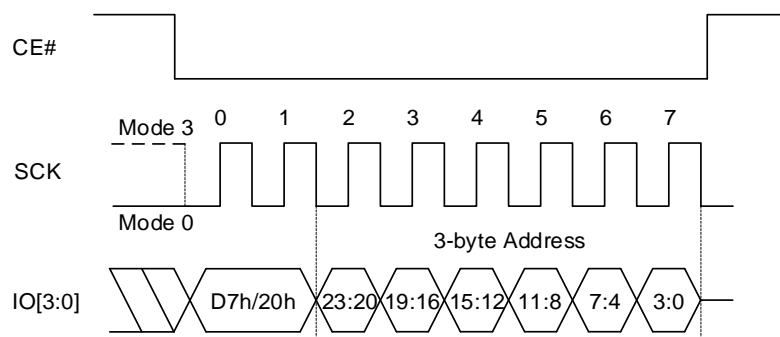 CE#
Mode 3 0 1 2 3 4 5 6 7
SCK
Mode 0
3-byte Address
IO[3:0] D7h/20h 23:20 19:16 15:12 11:8 7:4 3:0